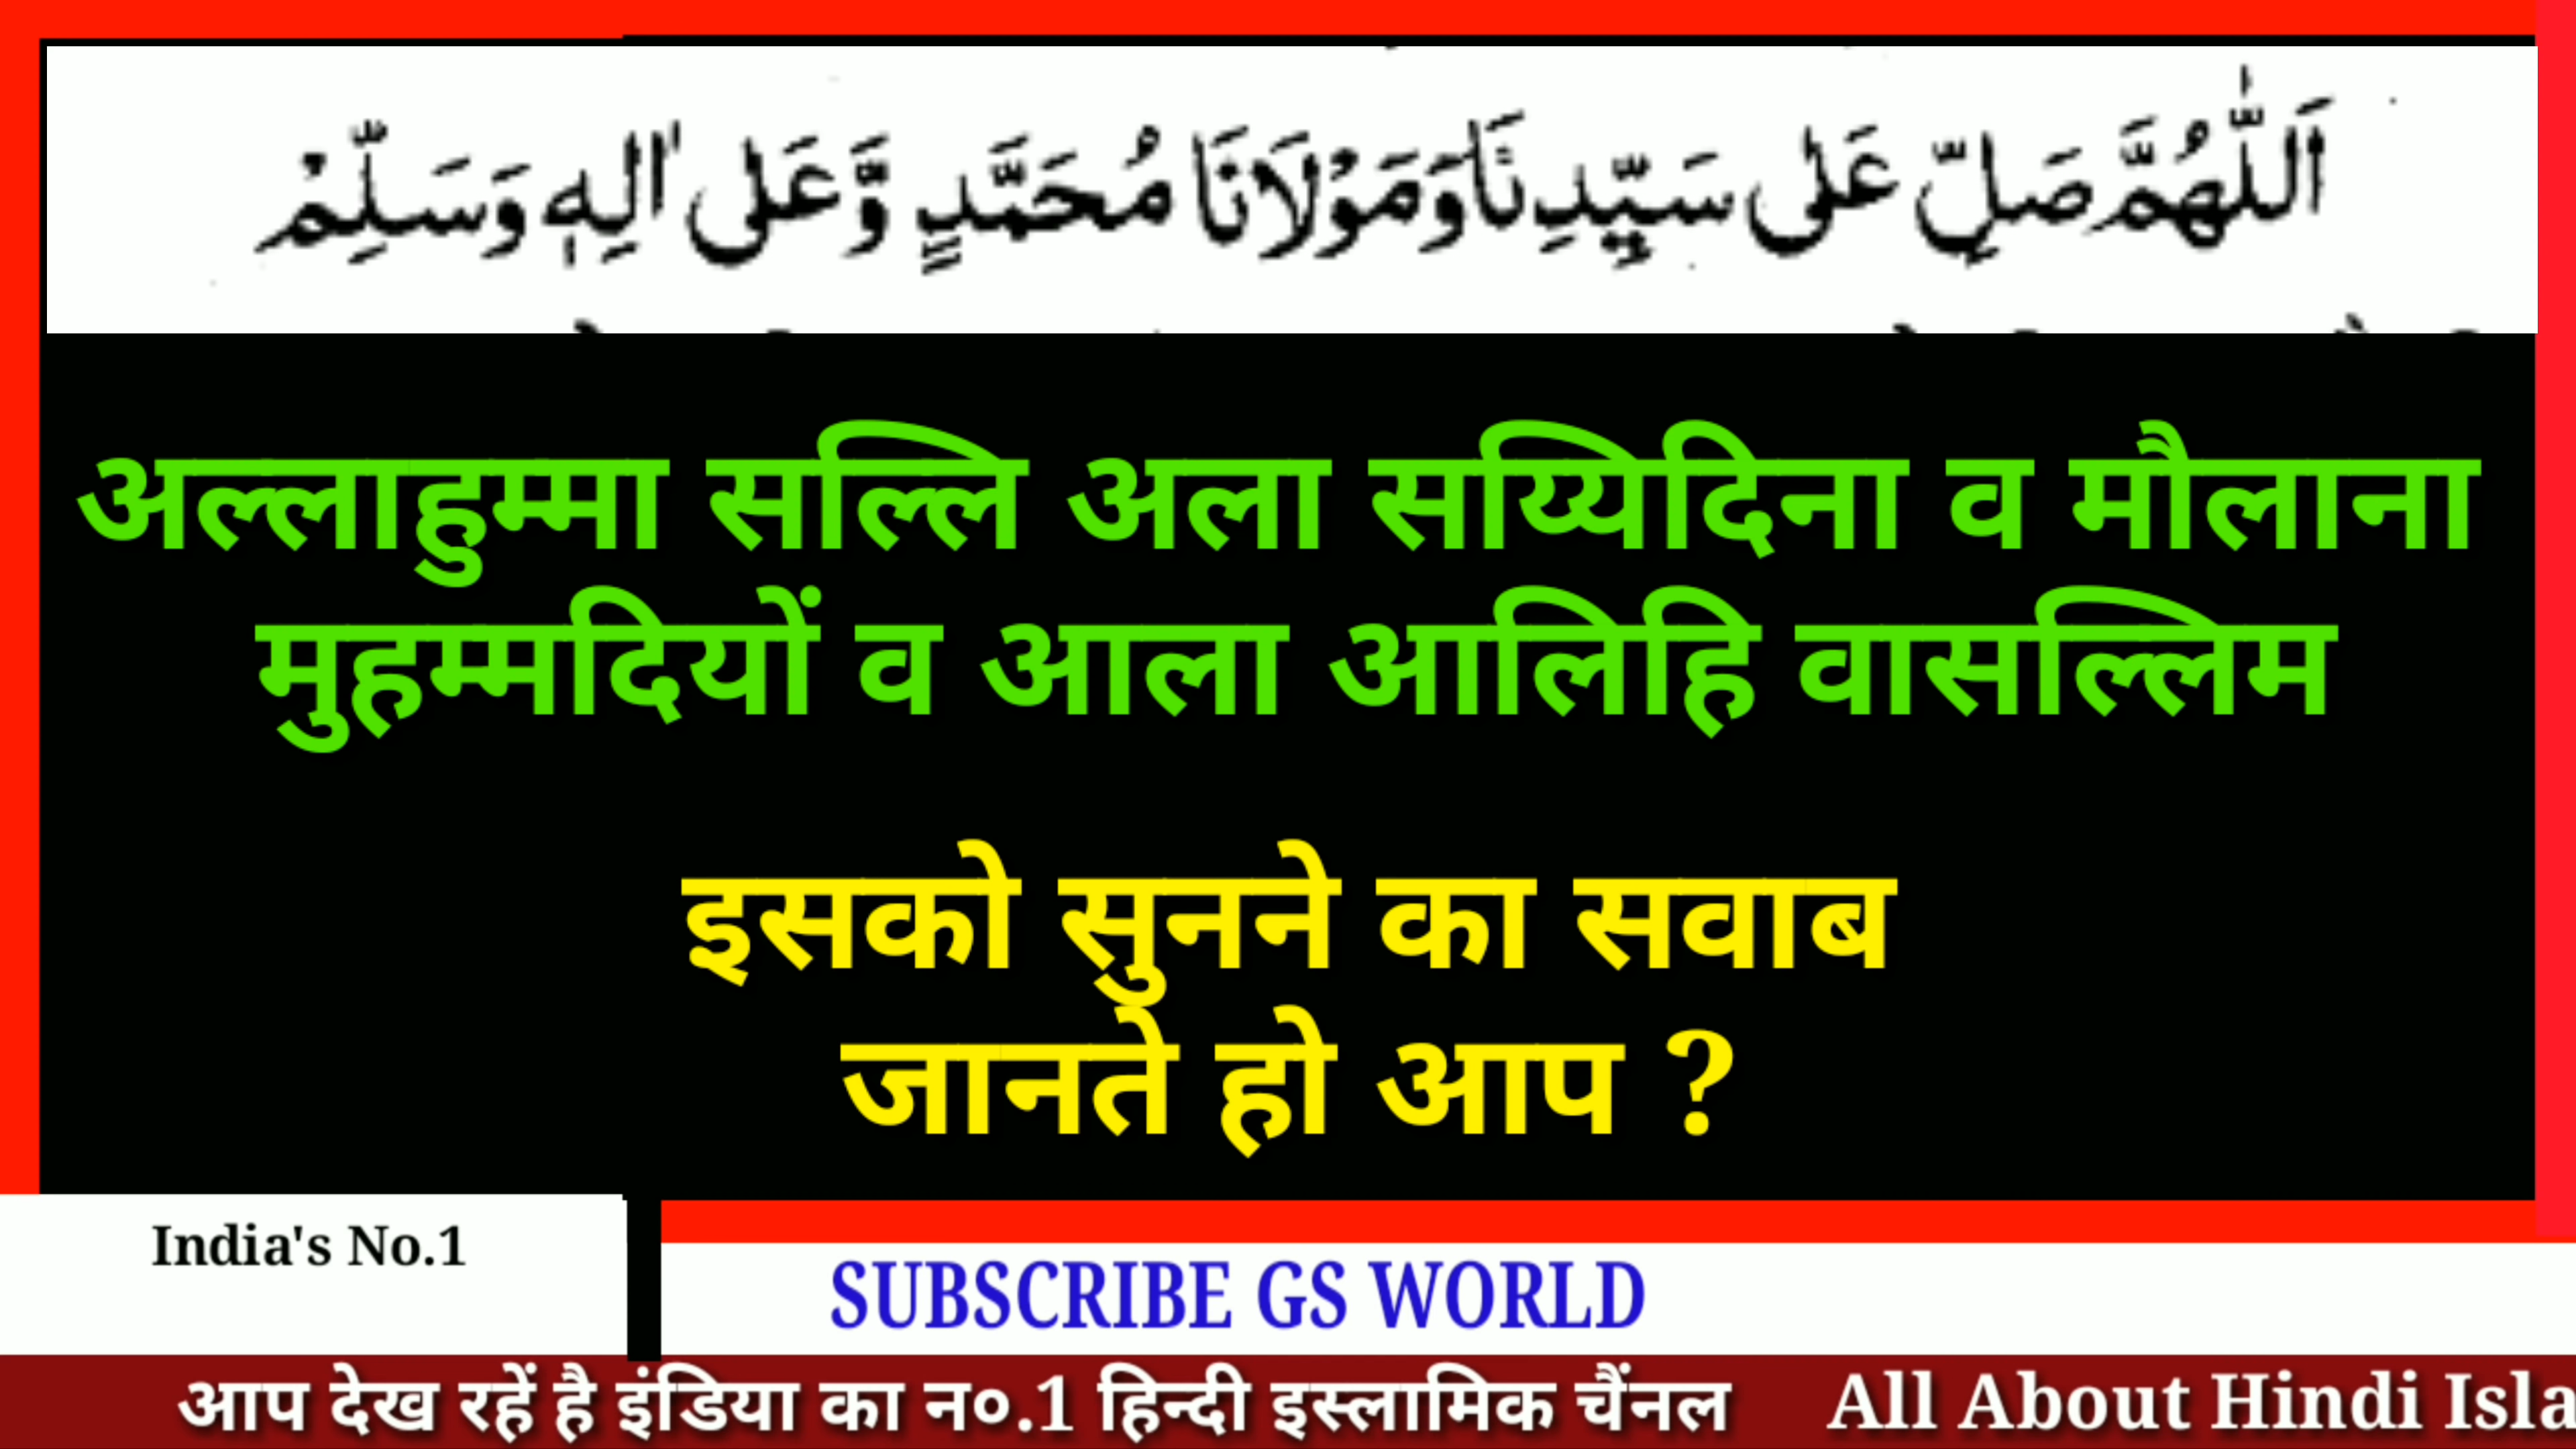 اَللّٰهُمَّ صَلِّ عَلٰى سَيِّدِنَا وَمَوْلَانَا مُحَمَّدٍ وَّعَلٰى اٰلِهٖ وَسَلِّمْ
अल्लाहुम्मा सल्लि अला सय्यिदिना व मौलाना
मुहम्मदियों व आला आलिहि वासल्लिम
इसको सुनने का सवाब
जानते हो आप ?
India's No.1
SUBSCRIBE GS WORLD
आप देख रहें है इंडिया का न०.1 हिन्दी इस्लामिक चैंनल All About Hindi Isla